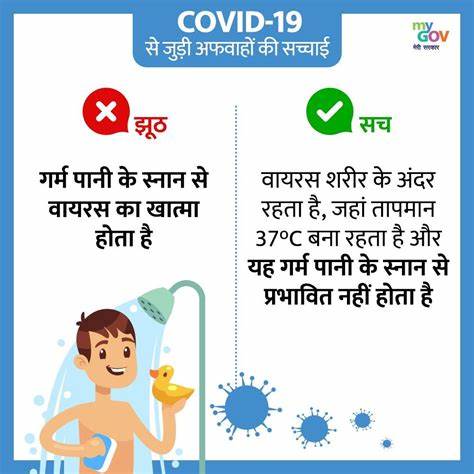 COVID-19
से जुड़ी अफवाहों की सच्चाई
my
GOV
मेरी सरकार
झूठ
गर्म पानी के स्नान से
वायरस का खात्मा
होता है
सच
वायरस शरीर के अंदर
रहता है, जहां तापमान
37ºC बना रहता है और
यह गर्म पानी के स्नान से
प्रभावित नहीं होता है